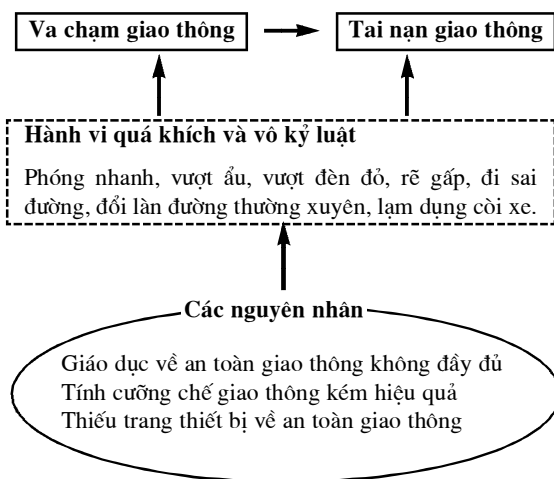 Va chạm giao thông
Tai nạn giao thông
Hành vi quá khích và vô kỷ luật
Phóng nhanh, vượt ẩu, vượt đèn đỏ, rẽ gấp, đi sai
đường, đổi làn đường thường xuyên, lạm dụng còi xe.
Các nguyên nhân
Giáo dục về an toàn giao thông không đầy đủ
Tính cưỡng chế giao thông kém hiệu quả
Thiếu trang thiết bị về an toàn giao thông